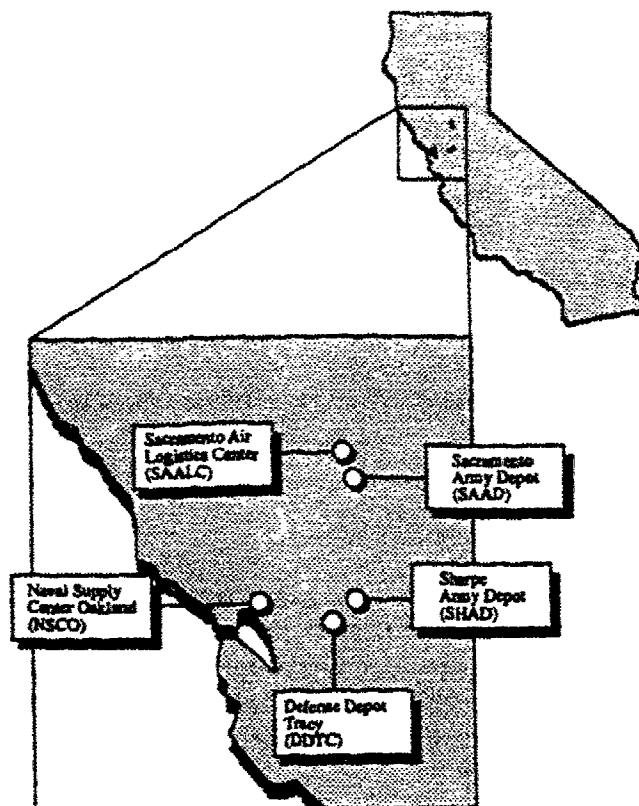 Sacramento Air
Logistics Center
(SAALC)
Sacramento
Army Depot
(SAAD)
Naval Supply
Center Oakland
(NSCO)
Sharpe
Army Depot
(SHAD)
Defense Depot
Tracy
(DDTC)